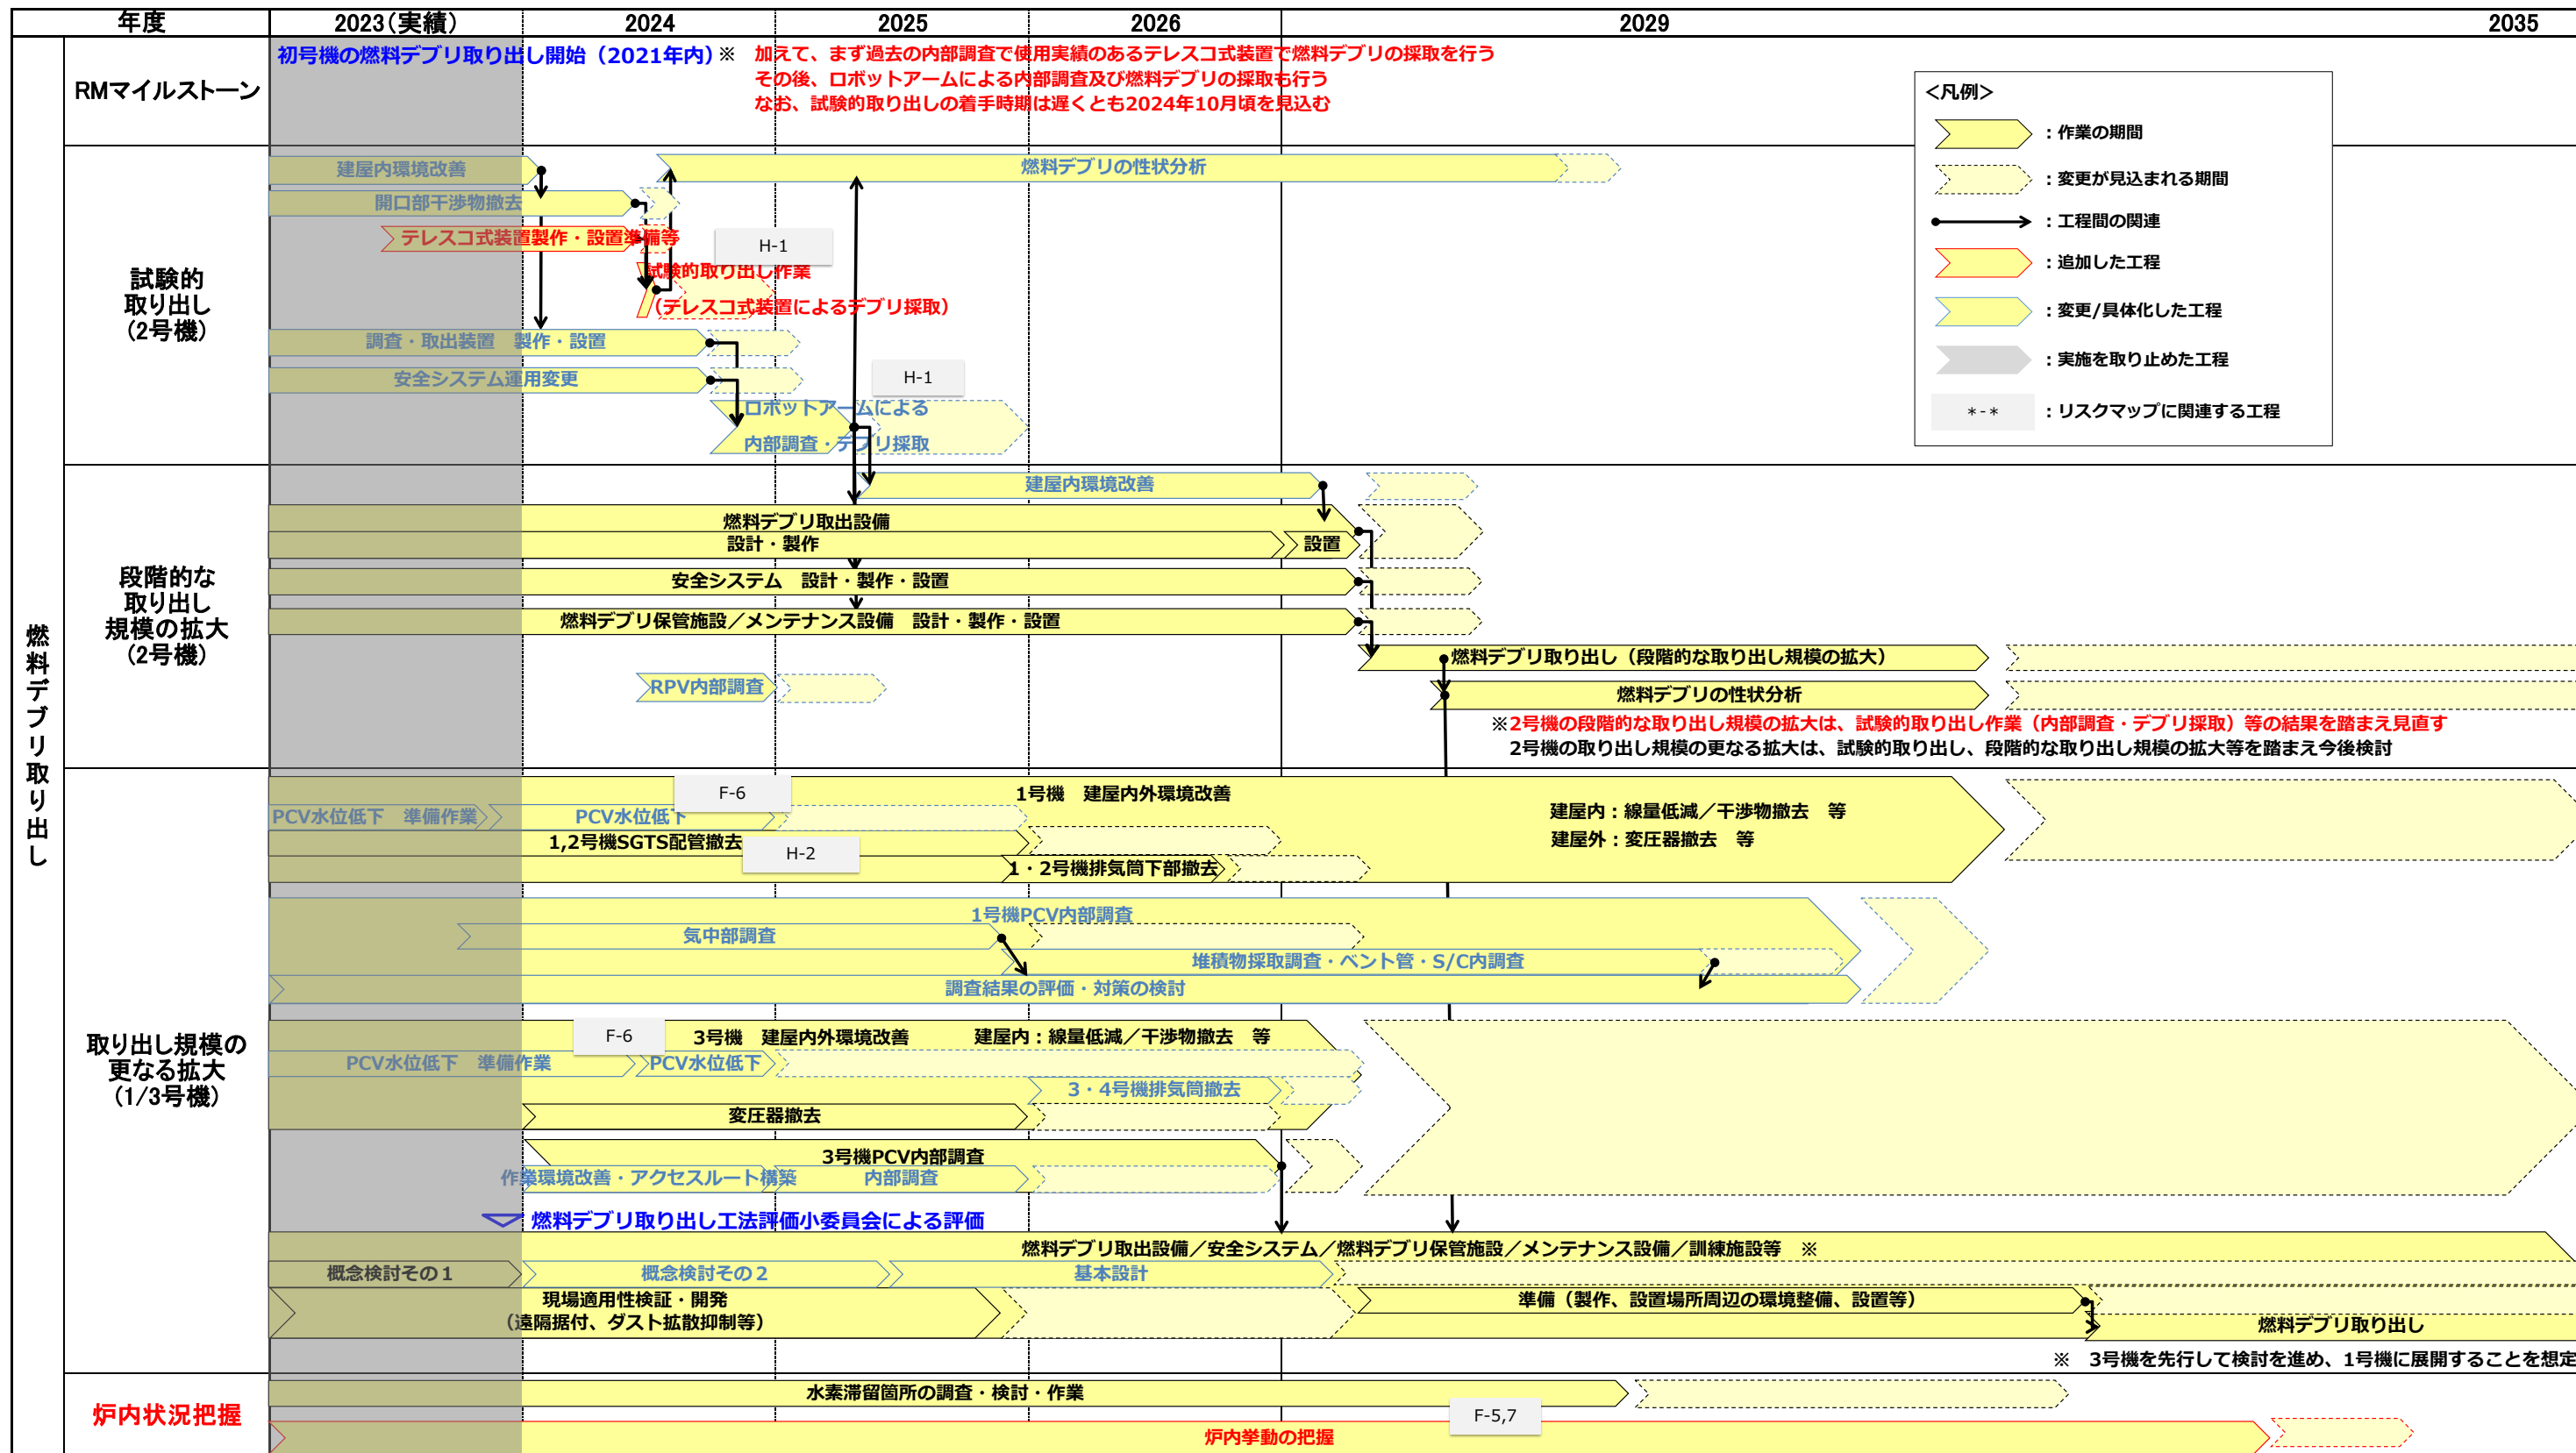 年度
2023(実績)
2024
2025
2026
2029
2035
燃料デブリ取り出し
RMマイルストーン
初号機の燃料デブリ取り出し開始（2021年内）※
加えて、まず過去の内部調査で使用実績のあるテレスコ式装置で燃料デブリの採取を行う
その後、ロボットアームによる内部調査及び燃料デブリの採取も行う
なお、試験的取り出しの着手時期は遅くとも2024年10月頃を見込む
＜凡例＞
：作業の期間
：変更が見込まれる期間
：工程間の関連
：追加した工程
：変更/具体化した工程
：実施を取り止めた工程
*-*
：リスクマップに関連する工程
試験的
取り出し
(2号機)
建屋内環境改善
燃料デブリの性状分析
開口部干渉物撤去
テレスコ式装置製作・設置準備等
H-1
試験的取り出し作業
（テレスコ式装置によるデブリ採取）
調査・取出装置　製作・設置
安全システム運用変更
H-1
ロボットアームによる
内部調査・デブリ採取
段階的な
取り出し
規模の拡大
(2号機)
建屋内環境改善
燃料デブリ取出設備
設計・製作
設置
安全システム　設計・製作・設置
燃料デブリ保管施設／メンテナンス設備　設計・製作・設置
燃料デブリ取り出し（段階的な取り出し規模の拡大）
RPV内部調査
燃料デブリの性状分析
※2号機の段階的な取り出し規模の拡大は、試験的取り出し作業（内部調査・デブリ採取）等の結果を踏まえ見直す
2号機の取り出し規模の更なる拡大は、試験的取り出し、段階的な取り出し規模の拡大等を踏まえ今後検討
取り出し規模の
更なる拡大
(1/3号機)
F-6
1号機　建屋内外環境改善
建屋内：線量低減／干渉物撤去　等
建屋外：変圧器撤去　等
PCV水位低下　準備作業
PCV水位低下
1,2号機SGTS配管撤去
H-2
1・2号機排気筒下部撤去
1号機PCV内部調査
気中部調査
堆積物採取調査・ベント管・S/C内調査
調査結果の評価・対策の検討
F-6
3号機　建屋内外環境改善
建屋内：線量低減／干渉物撤去　等
PCV水位低下　準備作業
PCV水位低下
3・4号機排気筒撤去
変圧器撤去
3号機PCV内部調査
作業環境改善・アクセスルート構築
内部調査
燃料デブリ取り出し工法評価小委員会による評価
燃料デブリ取出設備／安全システム／燃料デブリ保管施設／メンテナンス設備／訓練施設等　※
概念検討その１
概念検討その２
基本設計
現場適用性検証・開発
（遠隔据付、ダスト拡散抑制等）
準備（製作、設置場所周辺の環境整備、設置等）
燃料デブリ取り出し
※　3号機を先行して検討を進め、1号機に展開することを想定
炉内状況把握
水素滞留箇所の調査・検討・作業
F-5,7
炉内挙動の把握